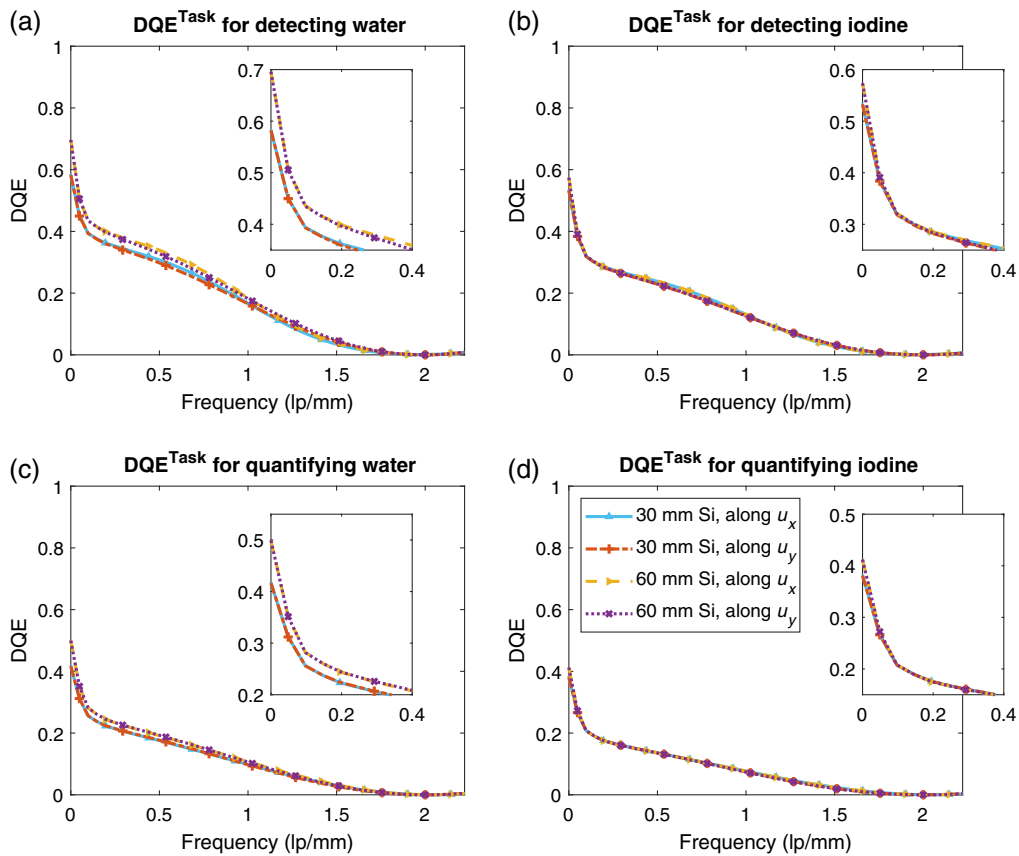 (a)
DQE^Task for detecting water
1
0.8
0.6
0.4
0.2
0
DQE
0 0.5 1 1.5 2
Frequency (lp/mm)
0.7
0.6
0.5
0.4
0 0.2 0.4
(b)
DQE^Task for detecting iodine
1
0.8
0.6
0.4
0.2
0
DQE
0 0.5 1 1.5 2
Frequency (lp/mm)
0.6
0.5
0.4
0.3
0 0.2 0.4
(c)
DQE^Task for quantifying water
1
0.8
0.6
0.4
0.2
0
DQE
0 0.5 1 1.5 2
Frequency (lp/mm)
0.5
0.4
0.3
0.2
0 0.2 0.4
(d)
DQE^Task for quantifying iodine
1
0.8
0.6
0.4
0.2
0
DQE
0 0.5 1 1.5 2
Frequency (lp/mm)
30 mm Si, along u_x
30 mm Si, along u_y
60 mm Si, along u_x
60 mm Si, along u_y
0.5
0.4
0.3
0.2
0 0.2 0.4